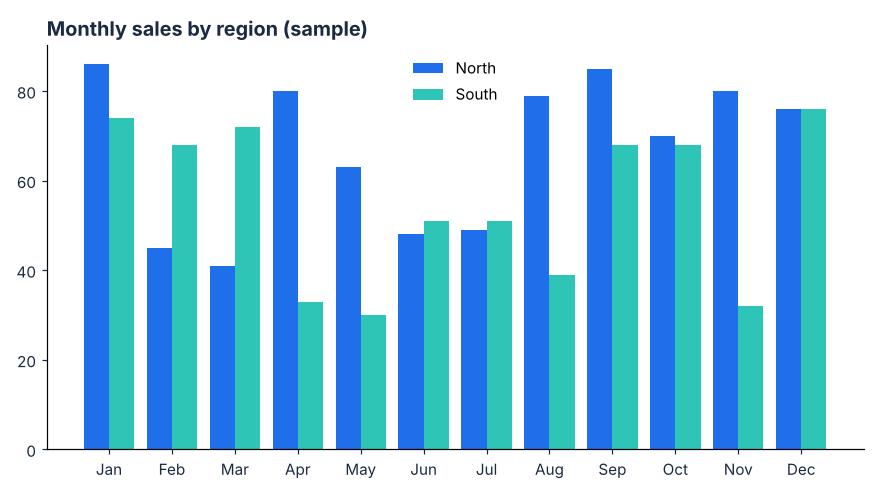 Monthly sales by region (sample)
North
South
80
60
40
20
0
Jan Feb Mar Apr May Jun Jul Aug Sep Oct Nov Dec